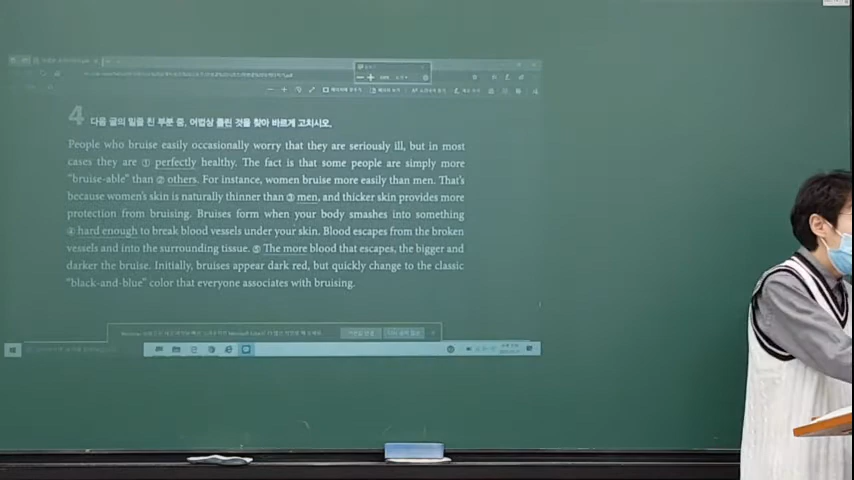 4
다음 글의 밑줄 친 부분 중, 어법상 틀린 것을 찾아 바르게 고치시오.
People who bruise easily occasionally worry that they are seriously ill, but in most
cases they are ① perfectly healthy. The fact is that some people are simply more
"bruise-able" than ② others. For instance, women bruise more easily than men. That's
because women's skin is naturally thinner than ③ men, and thicker skin provides more
protection from bruising. Bruises form when your body smashes into something
④ hard enough to break blood vessels under your skin. Blood escapes from the broken
vessels and into the surrounding tissue. ⑤ The more blood that escapes, the bigger and
darker the bruise. Initially, bruises appear dark red, but quickly change to the classic
"black-and-blue" color that everyone associates with bruising.